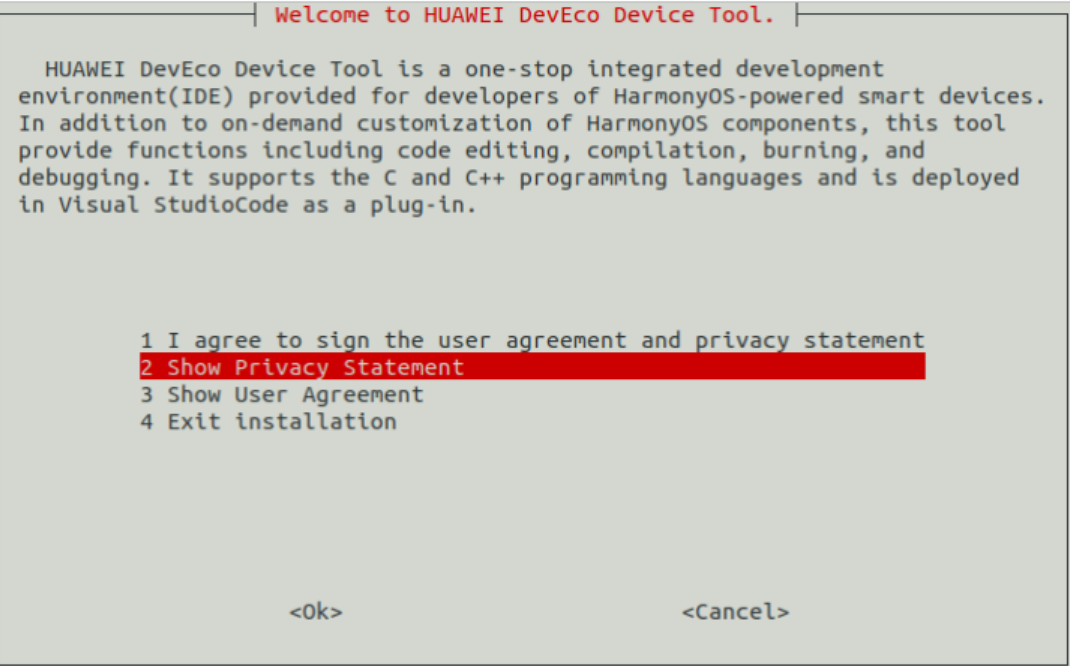 Welcome to HUAWEI DevEco Device Tool.
HUAWEI DevEco Device Tool is a one-stop integrated development
environment(IDE) provided for developers of HarmonyOS-powered smart devices.
In addition to on-demand customization of HarmonyOS components, this tool
provide functions including code editing, compilation, burning, and
debugging. It supports the C and C++ programming languages and is deployed
in Visual StudioCode as a plug-in.
1 I agree to sign the user agreement and privacy statement
2 Show Privacy Statement
3 Show User Agreement
4 Exit installation
<Ok> <Cancel>